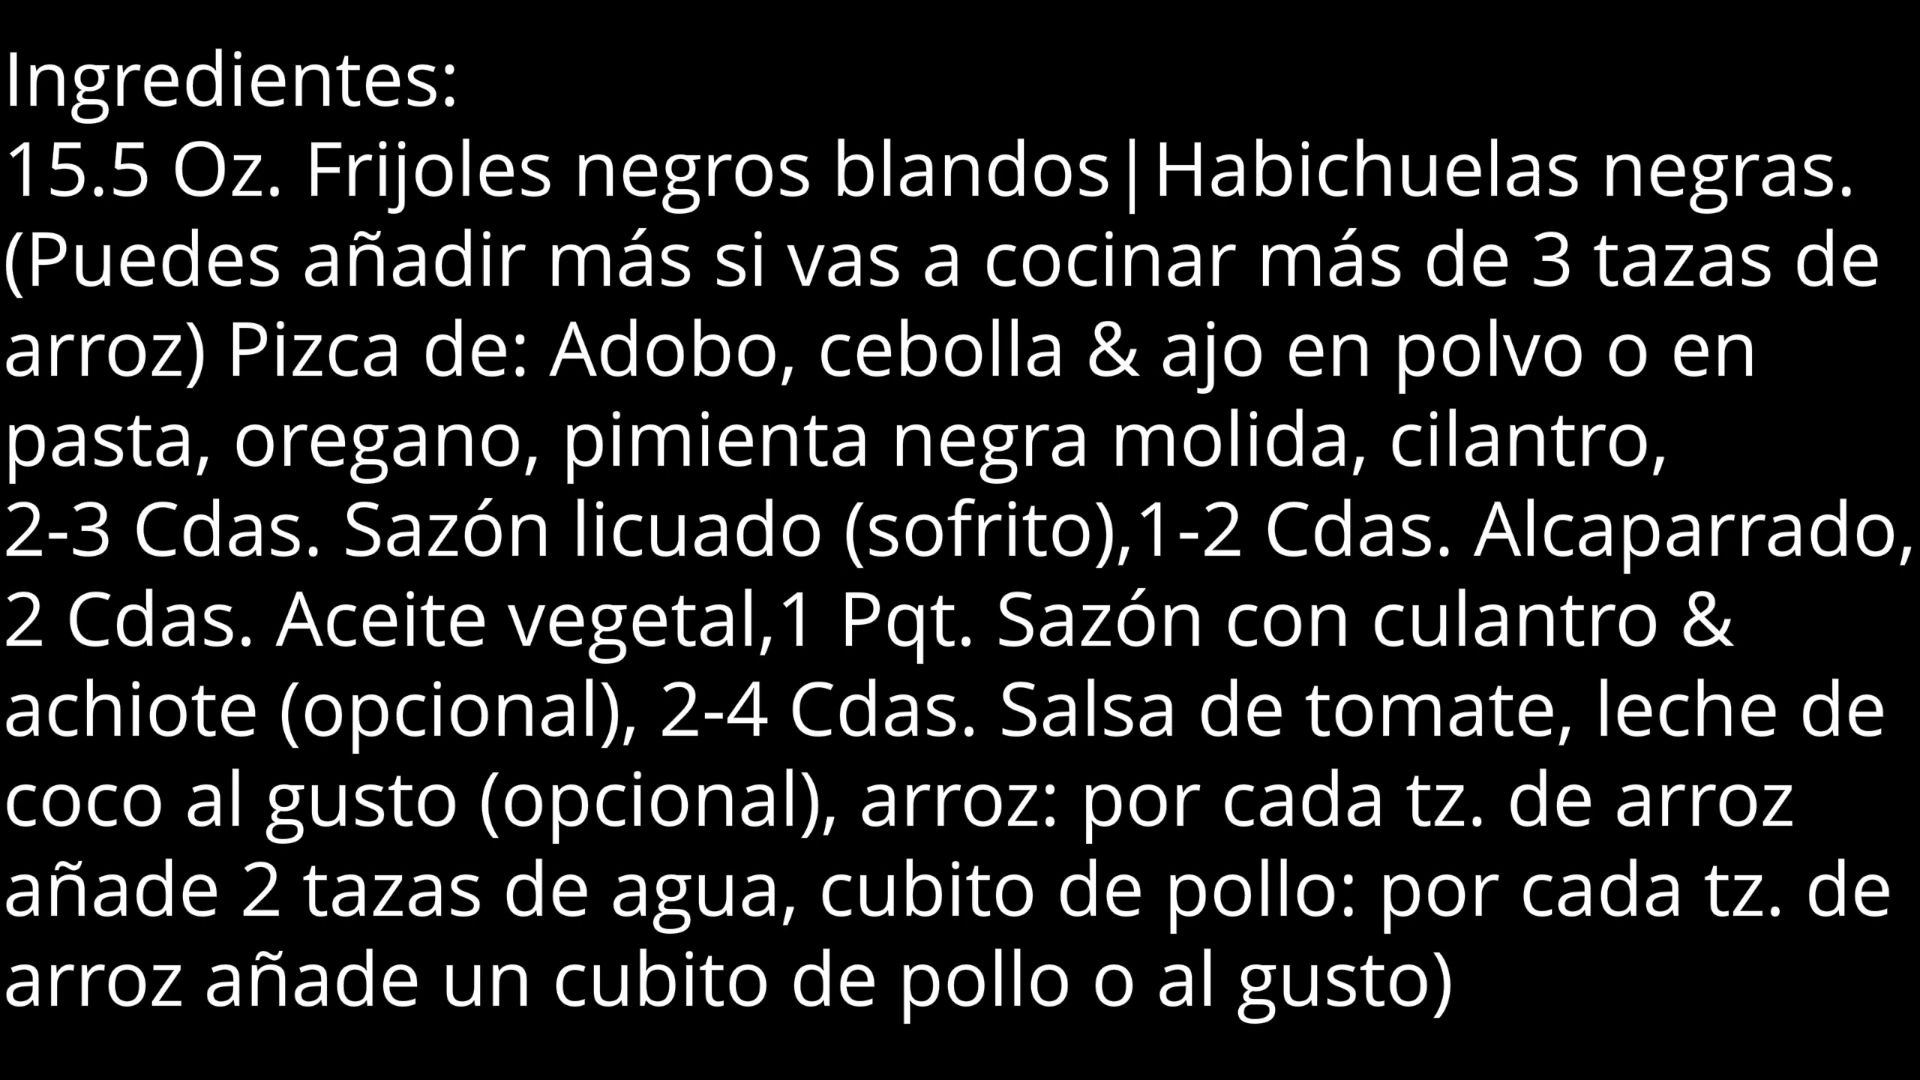 Ingredientes:
15.5 Oz. Frijoles negros blandos|Habichuelas negras.
(Puedes añadir más si vas a cocinar más de 3 tazas de
arroz) Pizca de: Adobo, cebolla & ajo en polvo o en
pasta, oregano, pimienta negra molida, cilantro,
2-3 Cdas. Sazón licuado (sofrito),1-2 Cdas. Alcaparrado,
2 Cdas. Aceite vegetal,1 Pqt. Sazón con culantro &
achiote (opcional), 2-4 Cdas. Salsa de tomate, leche de
coco al gusto (opcional), arroz: por cada tz. de arroz
añade 2 tazas de agua, cubito de pollo: por cada tz. de
arroz añade un cubito de pollo o al gusto)